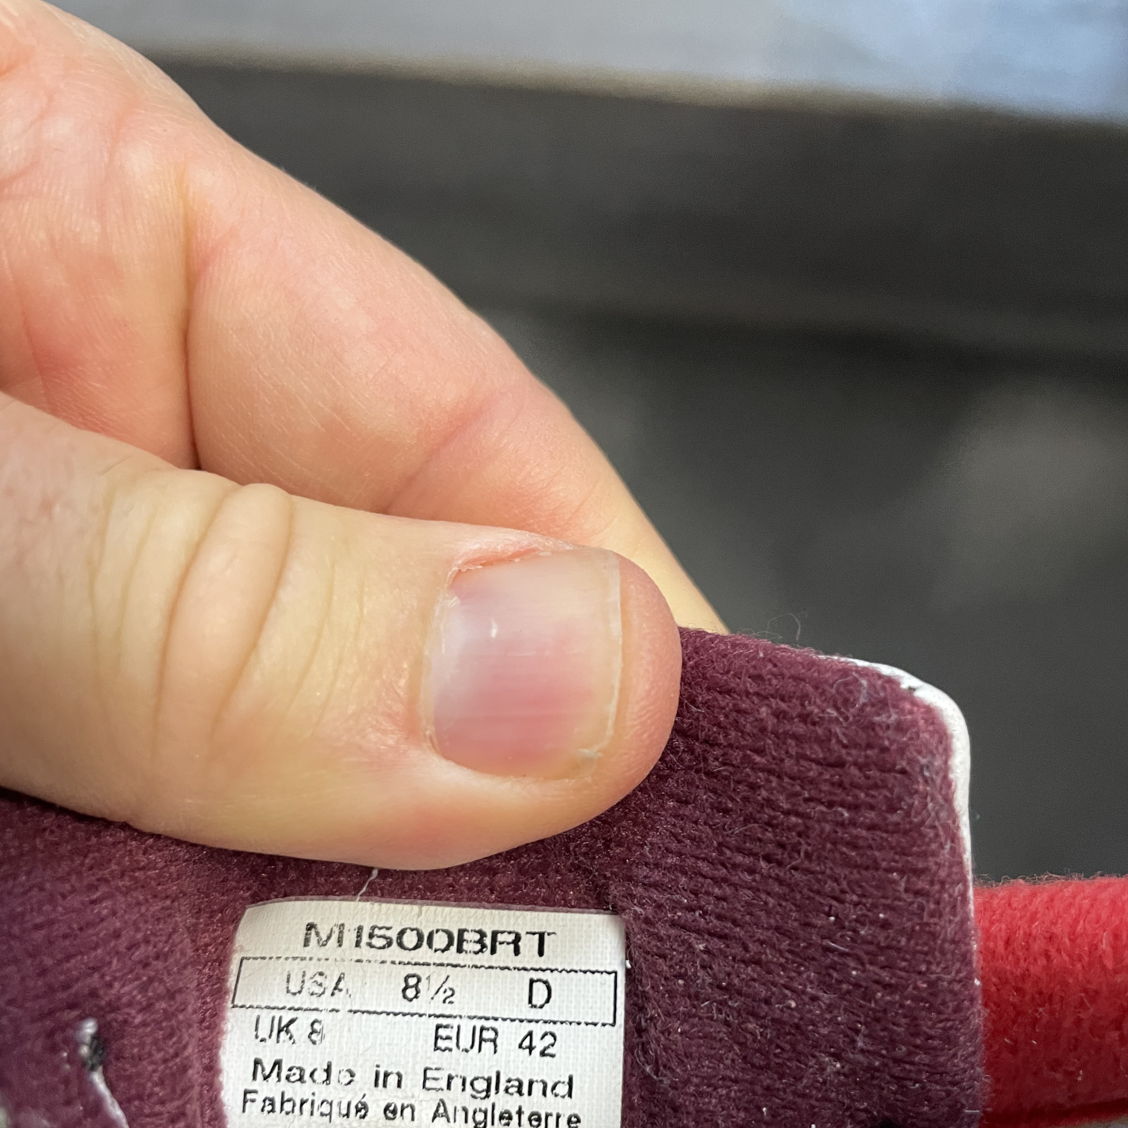 M1500BRT
USA 8½ D
UK 8 EUR 42
Made in England
Fabriqué en Angleterre